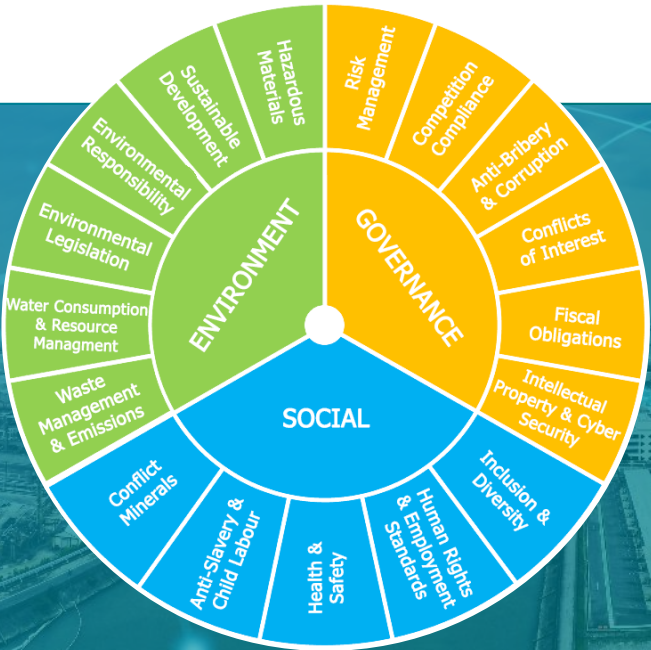 Hazardous
Materials
Sustainable
Development
Environmental
Responsibility
Environmental
Legislation
Water Consumption
& Resource
Managment
Waste
Management
& Emissions
ENVIRONMENT
Risk
Management
Competition
Compliance
Anti-Bribery
& Corruption
Conflicts
of Interest
Fiscal
Obligations
Intellectual
Property & Cyber
Security
GOVERNANCE
SOCIAL
Inclusion &
Diversity
Human Rights
& Employment
Standards
Health &
Safety
Anti-Slavery &
Child Labour
Conflict
Minerals